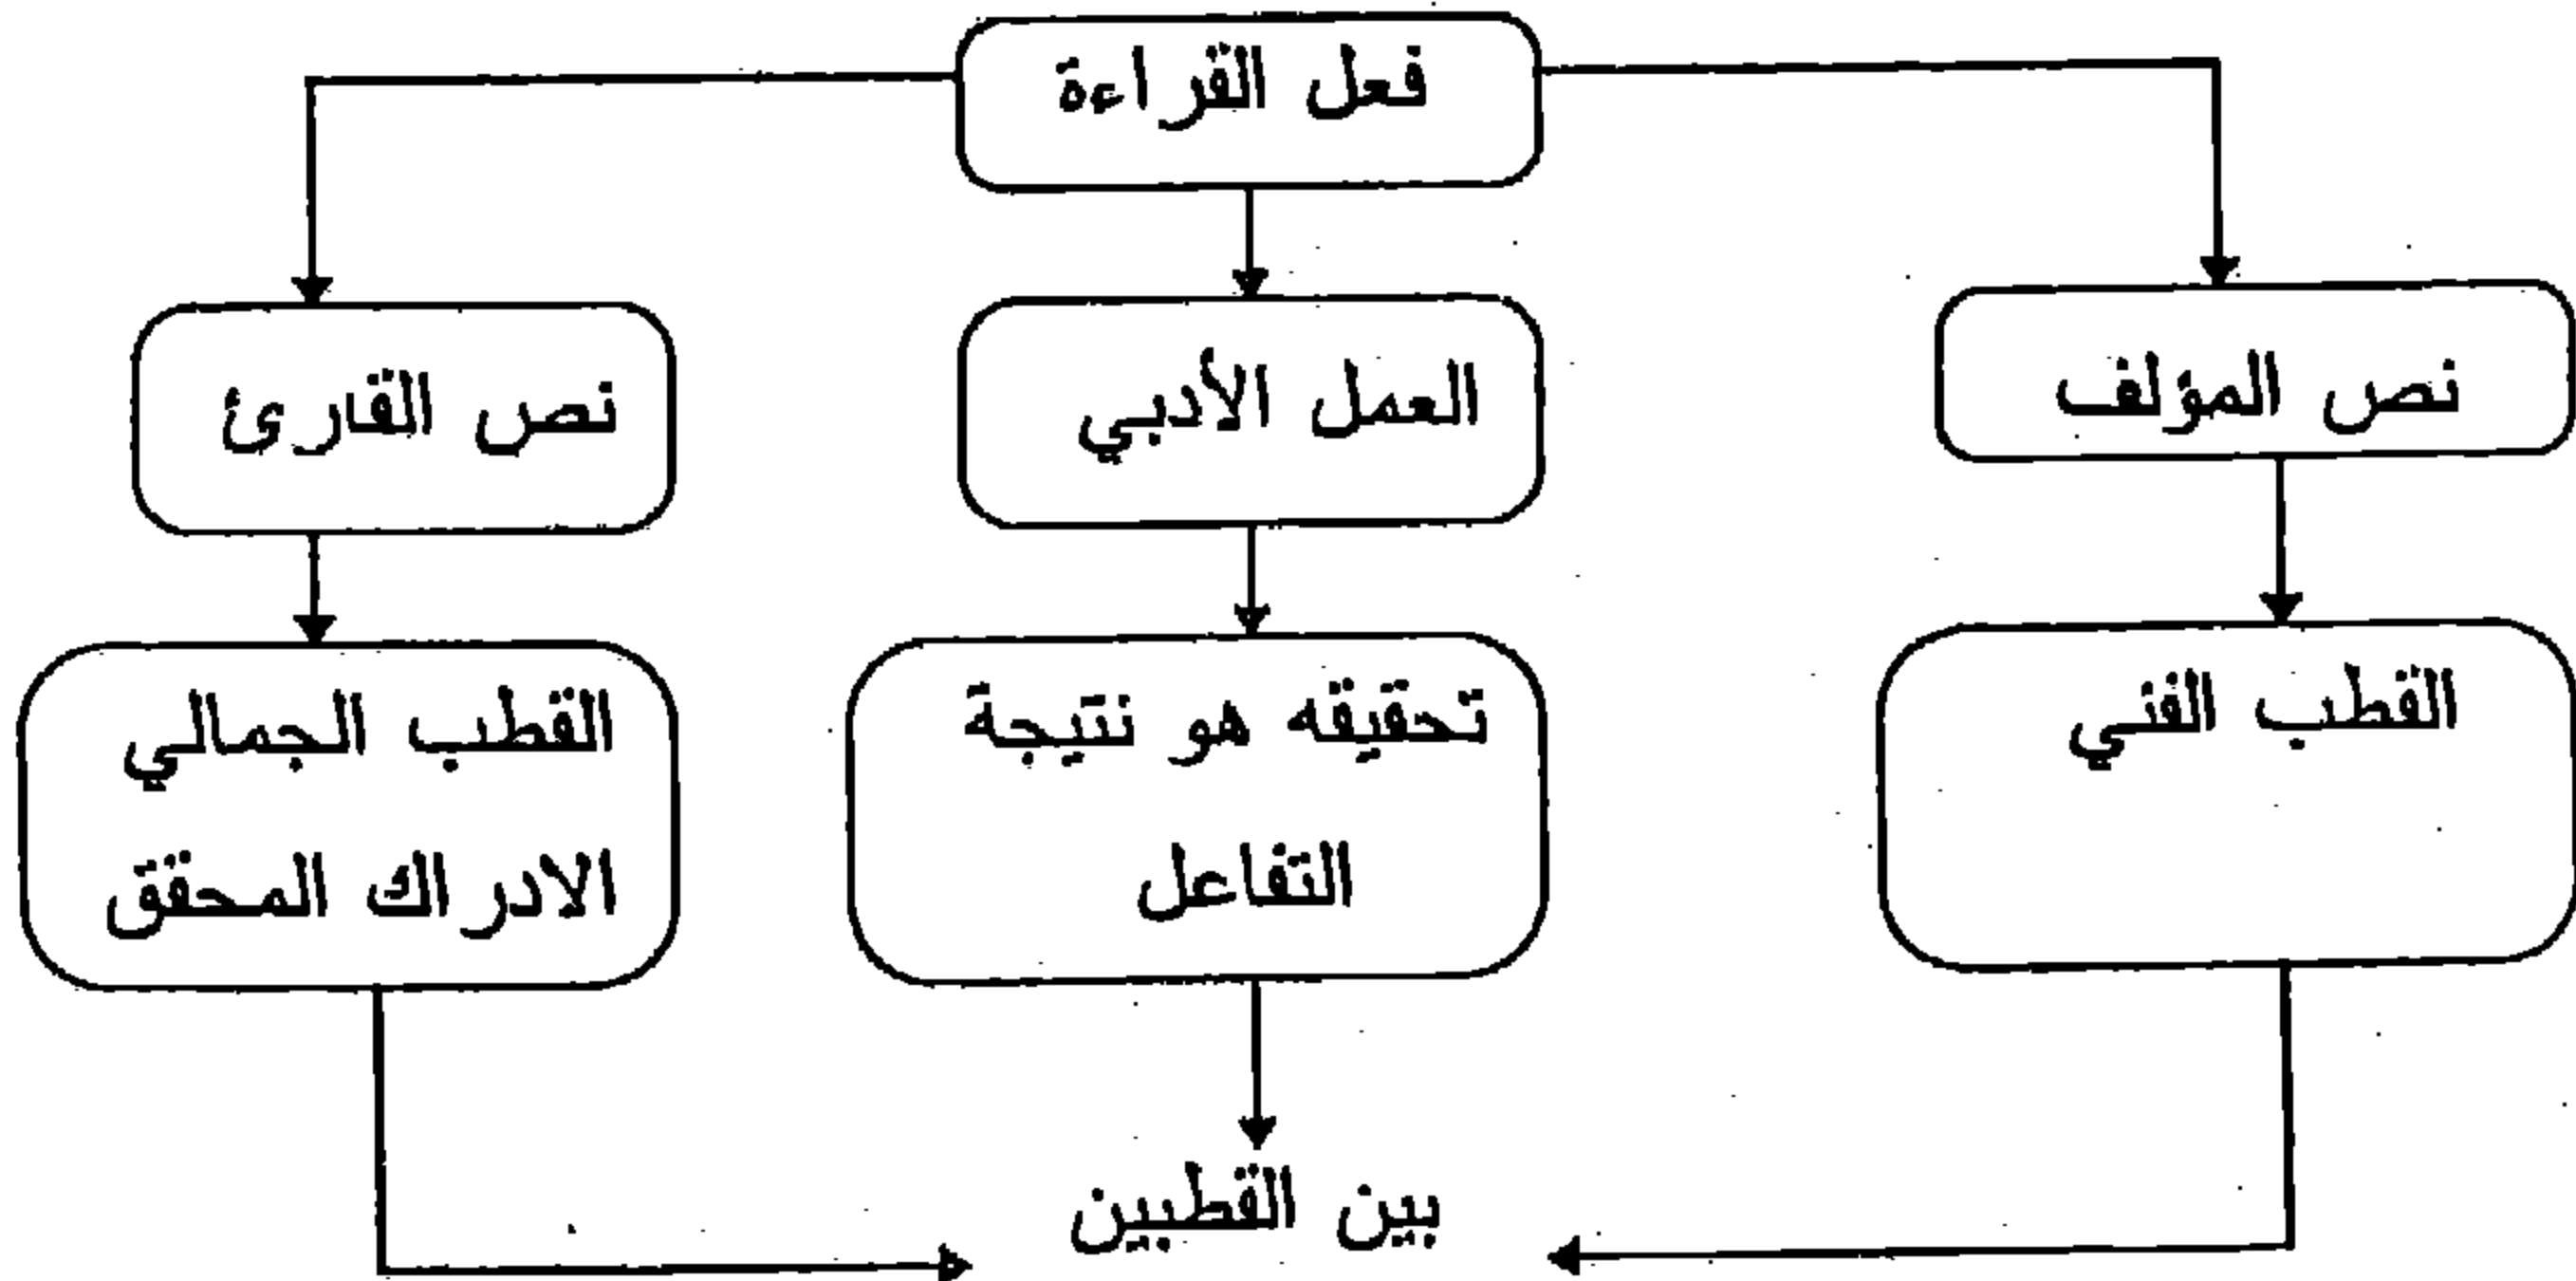 فعل القراءة
نص المؤلف
العمل الأدبي
نص القارئ
القطب الفني
تحقيقه هو نتيجة
التفاعل
القطب الجمالي
الادراك المحقق
بين القطبين